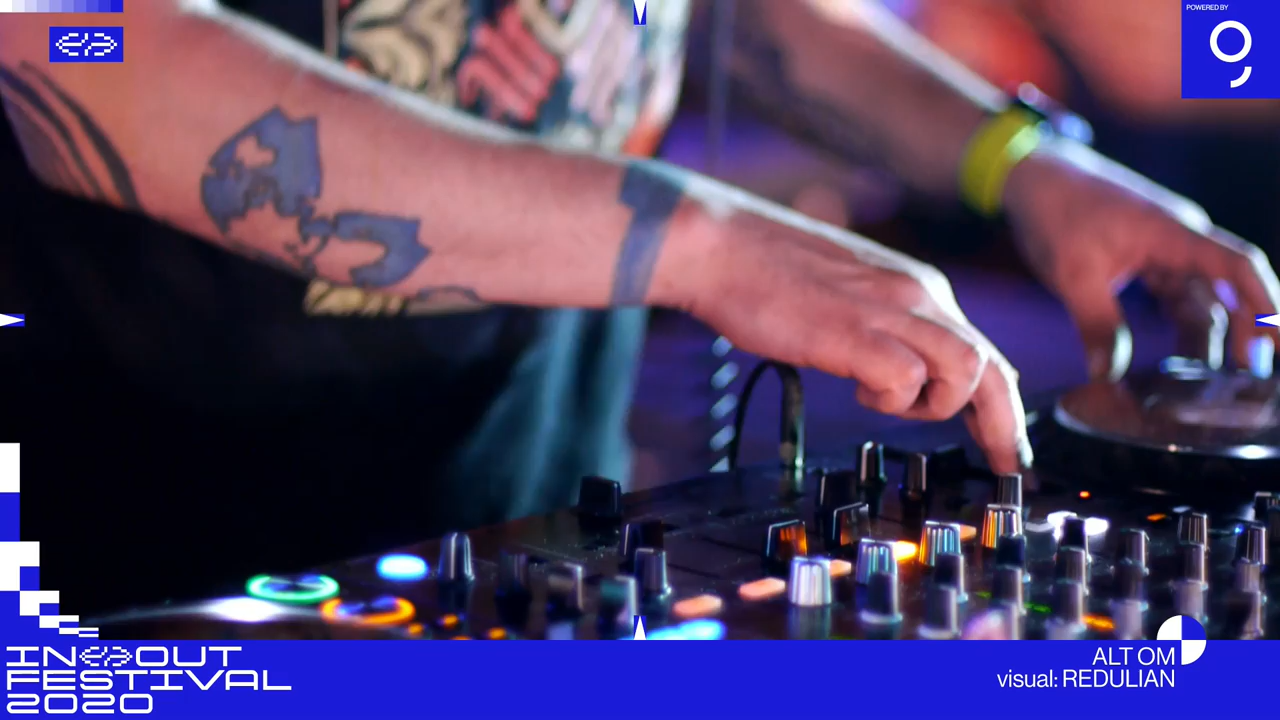 POWERED BY
IN</>OUT
FESTIVAL
2020
ALT OM
visual: REDULIAN